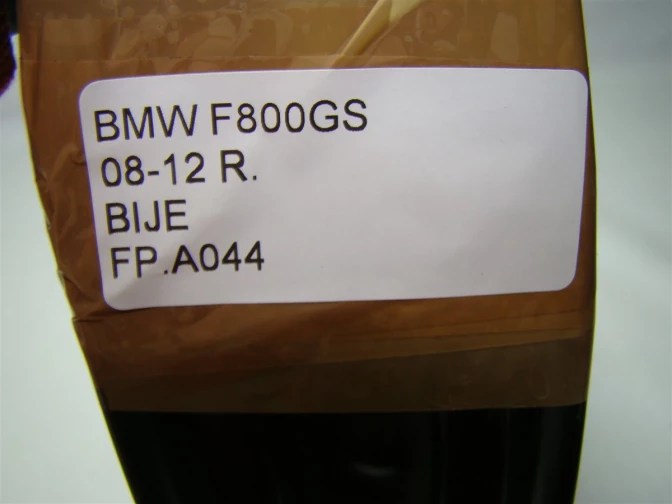 BMW F800GS
08-12 R.
BIJE
FP.A044